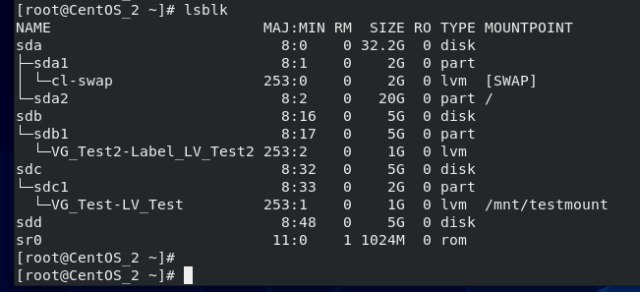 [root@CentOS_2 ~]# lsblk
NAME                         MAJ:MIN RM  SIZE RO TYPE MOUNTPOINT
sda                            8:0    0 32.2G  0 disk
├─sda1                         8:1    0    2G  0 part
│ └─cl-swap                  253:0    0    2G  0 lvm  [SWAP]
└─sda2                         8:2    0   20G  0 part /
sdb                            8:16   0    5G  0 disk
└─sdb1                         8:17   0    5G  0 part
  └─VG_Test2-Label_LV_Test2 253:2    0    1G  0 lvm
sdc                            8:32   0    5G  0 disk
└─sdc1                         8:33   0    2G  0 part
  └─VG_Test-LV_Test          253:1    0    1G  0 lvm  /mnt/testmount
sdd                            8:48   0    5G  0 disk
sr0                           11:0    1 1024M  0 rom
[root@CentOS_2 ~]#
[root@CentOS_2 ~]#